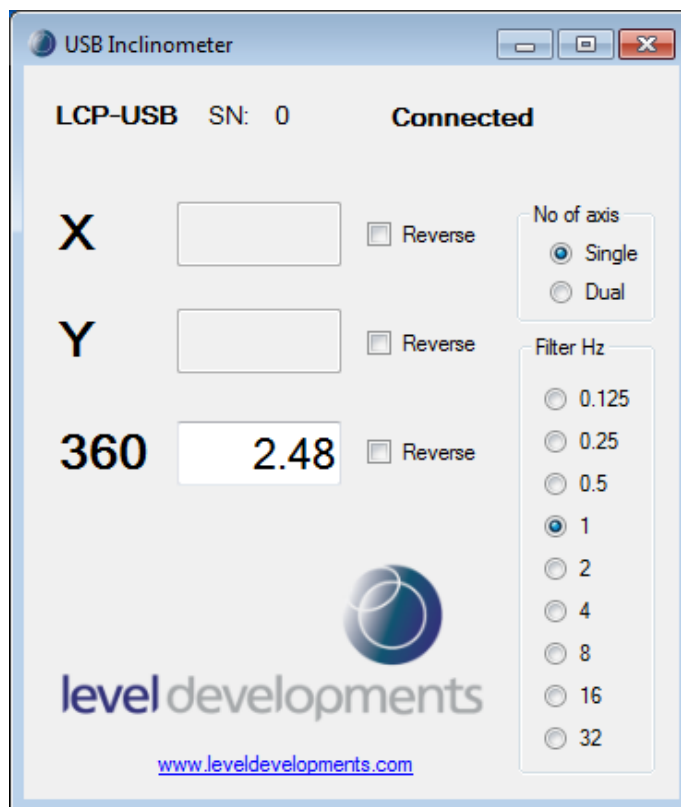 USB Inclinometer
LCP-USB SN: 0 Connected
X Reverse
Y Reverse
360 2.48 Reverse
No of axis
Single
Dual
Filter Hz
0.125
0.25
0.5
1
2
4
8
16
32
level developments
www.leveldevelopments.com